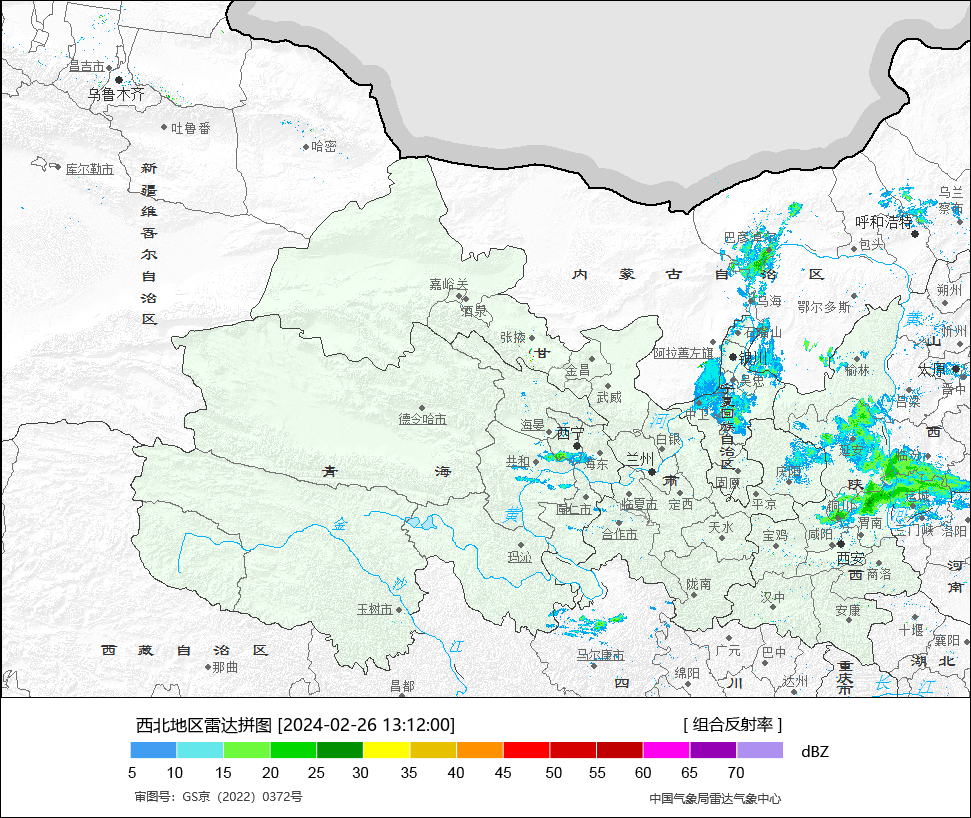 昌吉市
乌鲁木齐
吐鲁番
哈密
库尔勒市
新疆维吾尔自治区
乌兰
察布
呼和浩特
包头
巴彦淖尔
内蒙古自治区
嘉峪关
酒泉
乌海
鄂尔多斯
朔州
黄
忻州
山
张掖
甘
石嘴山
阿拉善左旗
银川
太原
金昌
吴忠
榆林
晋中
武威
宁夏回族自治区
中卫
吕梁
德令哈市
海晏
西宁
河
白银
西
共和
海东
兰州
延安
临汾
青海
肃
固原
庆阳
陕
同仁市
临夏市
定西
平凉
铜川
运城
黄
金
合作市
天水
宝鸡
咸阳
渭南
三门峡
洛阳
玛沁
西安
西
商洛
河
南
沙
陇南
汉中
玉树市
安康
十堰
江
襄阳
西藏自治区
那曲
马尔康市
广元
巴中
重庆市
湖北
昌都
四川
绵阳
达州
长江
西北地区雷达拼图 [2024-02-26 13:12:00]
[ 组合反射率 ]
dBZ
5 10 15 20 25 30 35 40 45 50 55 60 65 70
审图号：GS京（2022）0372号
中国气象局雷达气象中心